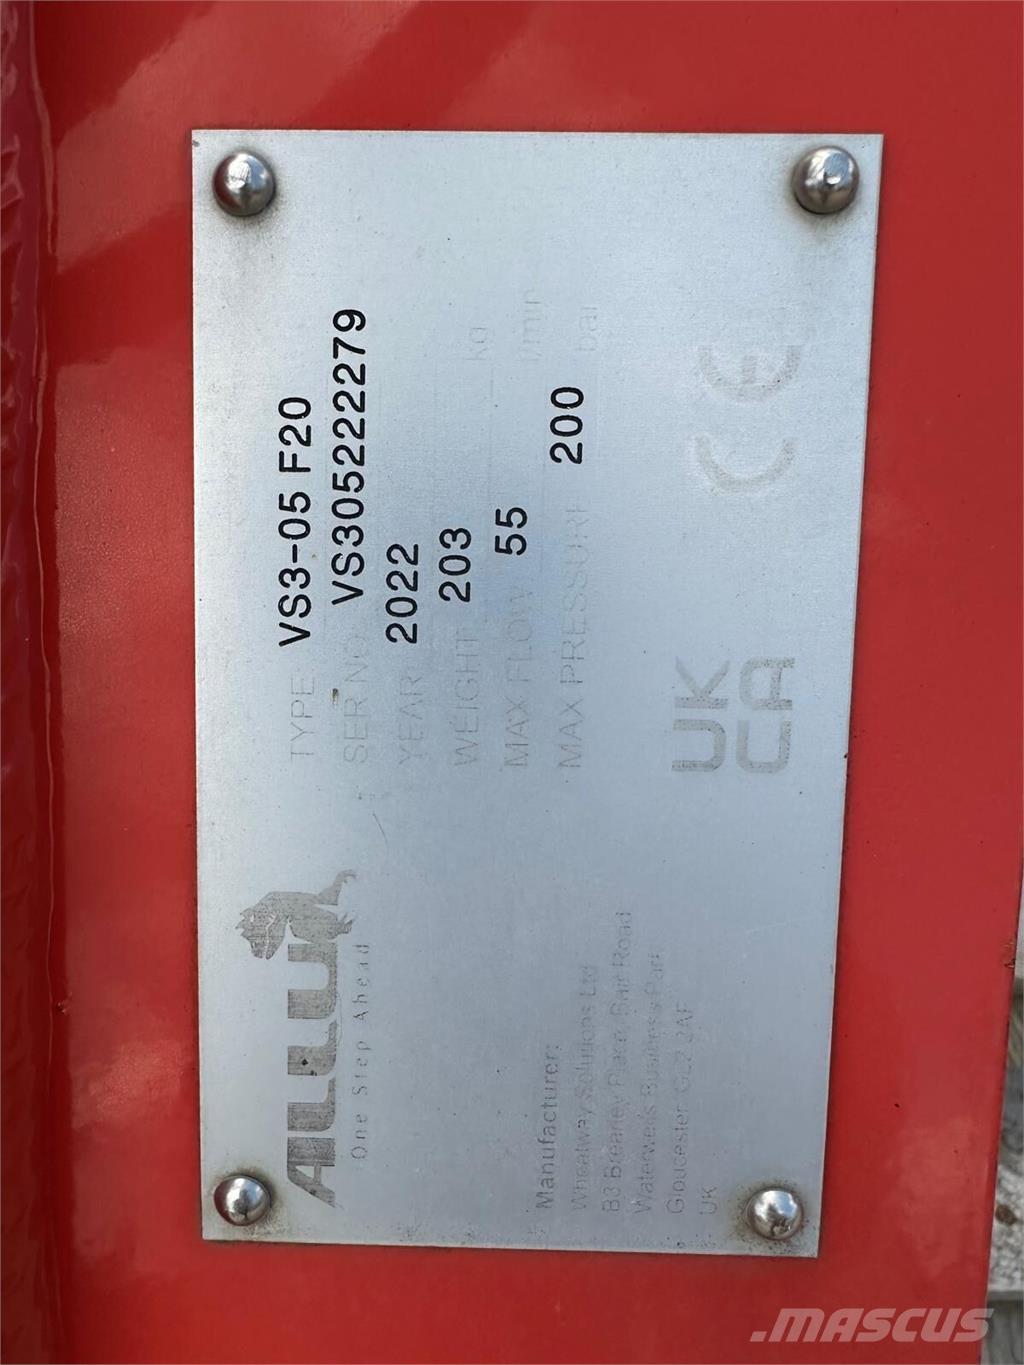 ALLU
One Step Ahead
TYPE VS3-05 F20
SER.NO. VS305222279
YEAR 2022
WEIGHT 203 kg
MAX FLOW 55 l/min
MAX PRESSURE 200 bar
Manufacturer:
Wheatway Solutions Ltd
B3 Brearley Place, Bair Road
Waterwells Business Park
Gloucester GL2 2AF
UK
UK
CA
CE
MASCUS